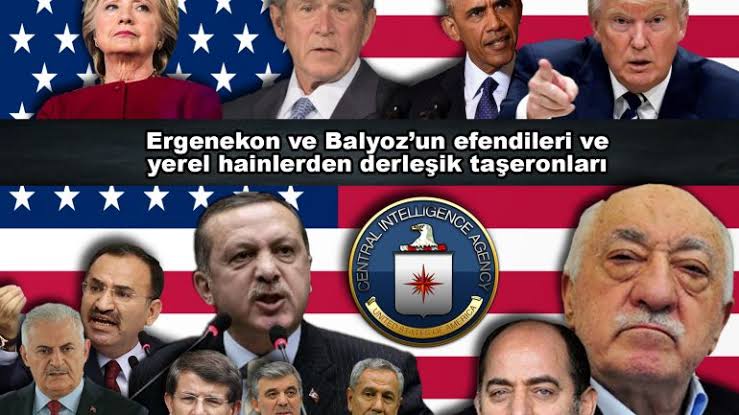 Ergenekon ve Balyoz’un efendileri ve
yerel hainlerden derleşik taşeronları
CENTRAL INTELLIGENCE AGENCY
UNITED STATES OF AMERICA